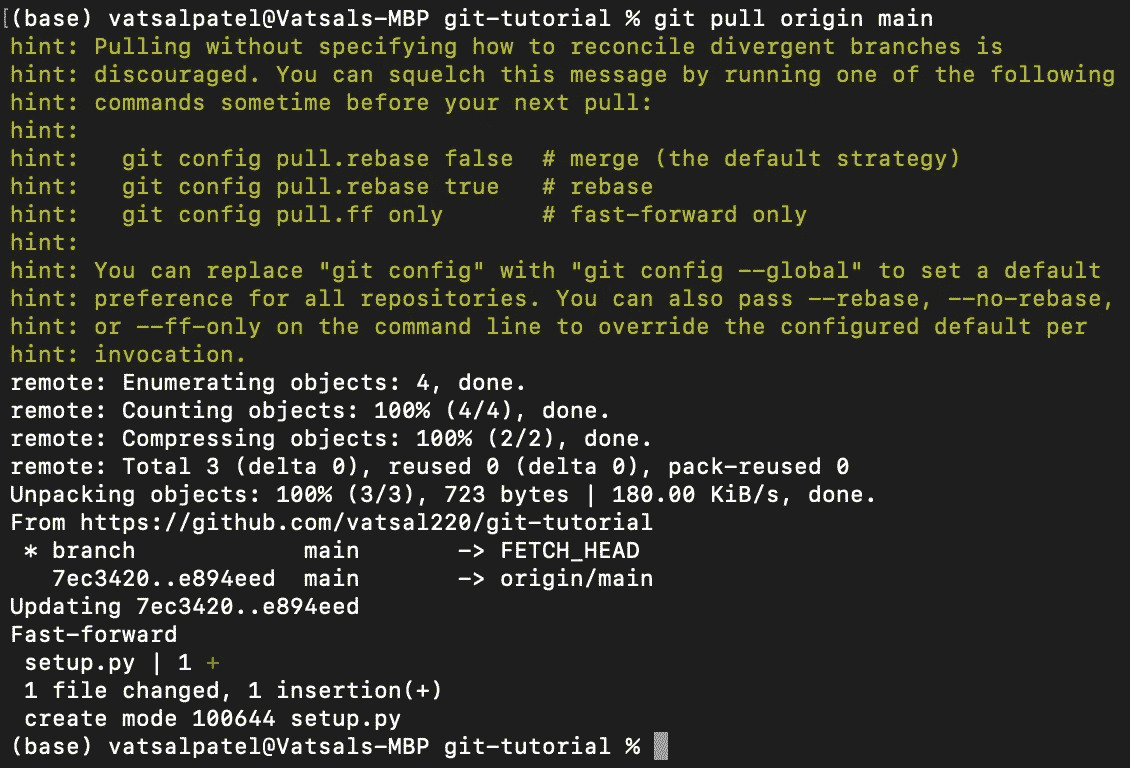 (base) vatsalpatel@Vatsals-MBP git-tutorial % git pull origin main
hint: Pulling without specifying how to reconcile divergent branches is
hint: discouraged. You can squelch this message by running one of the following
hint: commands sometime before your next pull:
hint:
hint:   git config pull.rebase false  # merge (the default strategy)
hint:   git config pull.rebase true   # rebase
hint:   git config pull.ff only       # fast-forward only
hint:
hint: You can replace "git config" with "git config --global" to set a default
hint: preference for all repositories. You can also pass --rebase, --no-rebase,
hint: or --ff-only on the command line to override the configured default per
hint: invocation.
remote: Enumerating objects: 4, done.
remote: Counting objects: 100% (4/4), done.
remote: Compressing objects: 100% (2/2), done.
remote: Total 3 (delta 0), reused 0 (delta 0), pack-reused 0
Unpacking objects: 100% (3/3), 723 bytes | 180.00 KiB/s, done.
From https://github.com/vatsal220/git-tutorial
 * branch            main       -> FETCH_HEAD
   7ec3420..e894eed  main       -> origin/main
Updating 7ec3420..e894eed
Fast-forward
 setup.py | 1 +
 1 file changed, 1 insertion(+)
 create mode 100644 setup.py
(base) vatsalpatel@Vatsals-MBP git-tutorial %